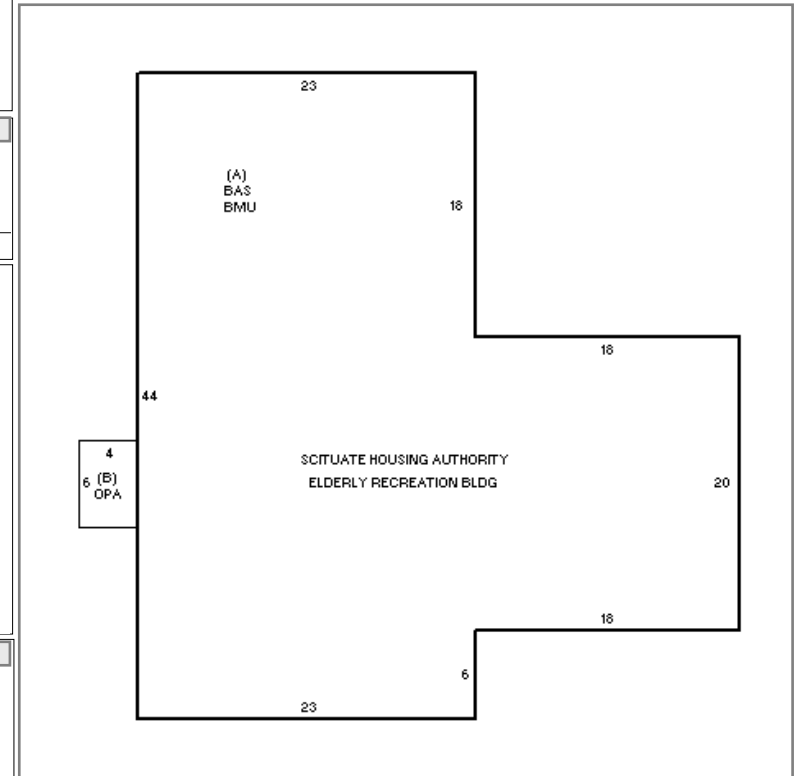 23
(A)
BAS
BMU
18
18
44
4
6 (B)
OPA
SCITUATE HOUSING AUTHORITY
ELDERLY RECREATION BLDG
20
18
6
23